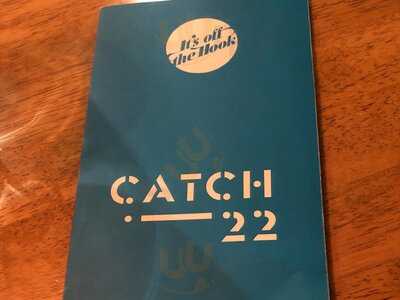 It's off
the Hook
CATCH
22